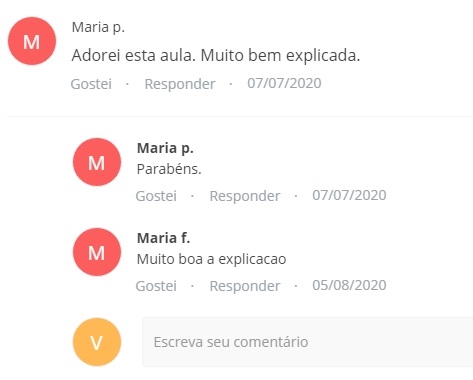 M
Maria p.
Adorei esta aula. Muito bem explicada.
Gostei · Responder · 07/07/2020
M
Maria p.
Parabéns.
Gostei · Responder · 07/07/2020
M
Maria f.
Muito boa a explicacao
Gostei · Responder · 05/08/2020
V
Escreva seu comentário